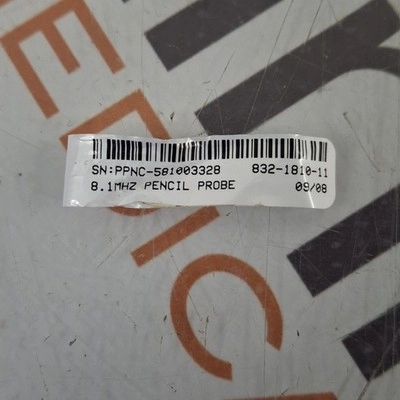 SN:PPNC-581003328 832-1810-11
8.1MHZ PENCIL PROBE 09/08